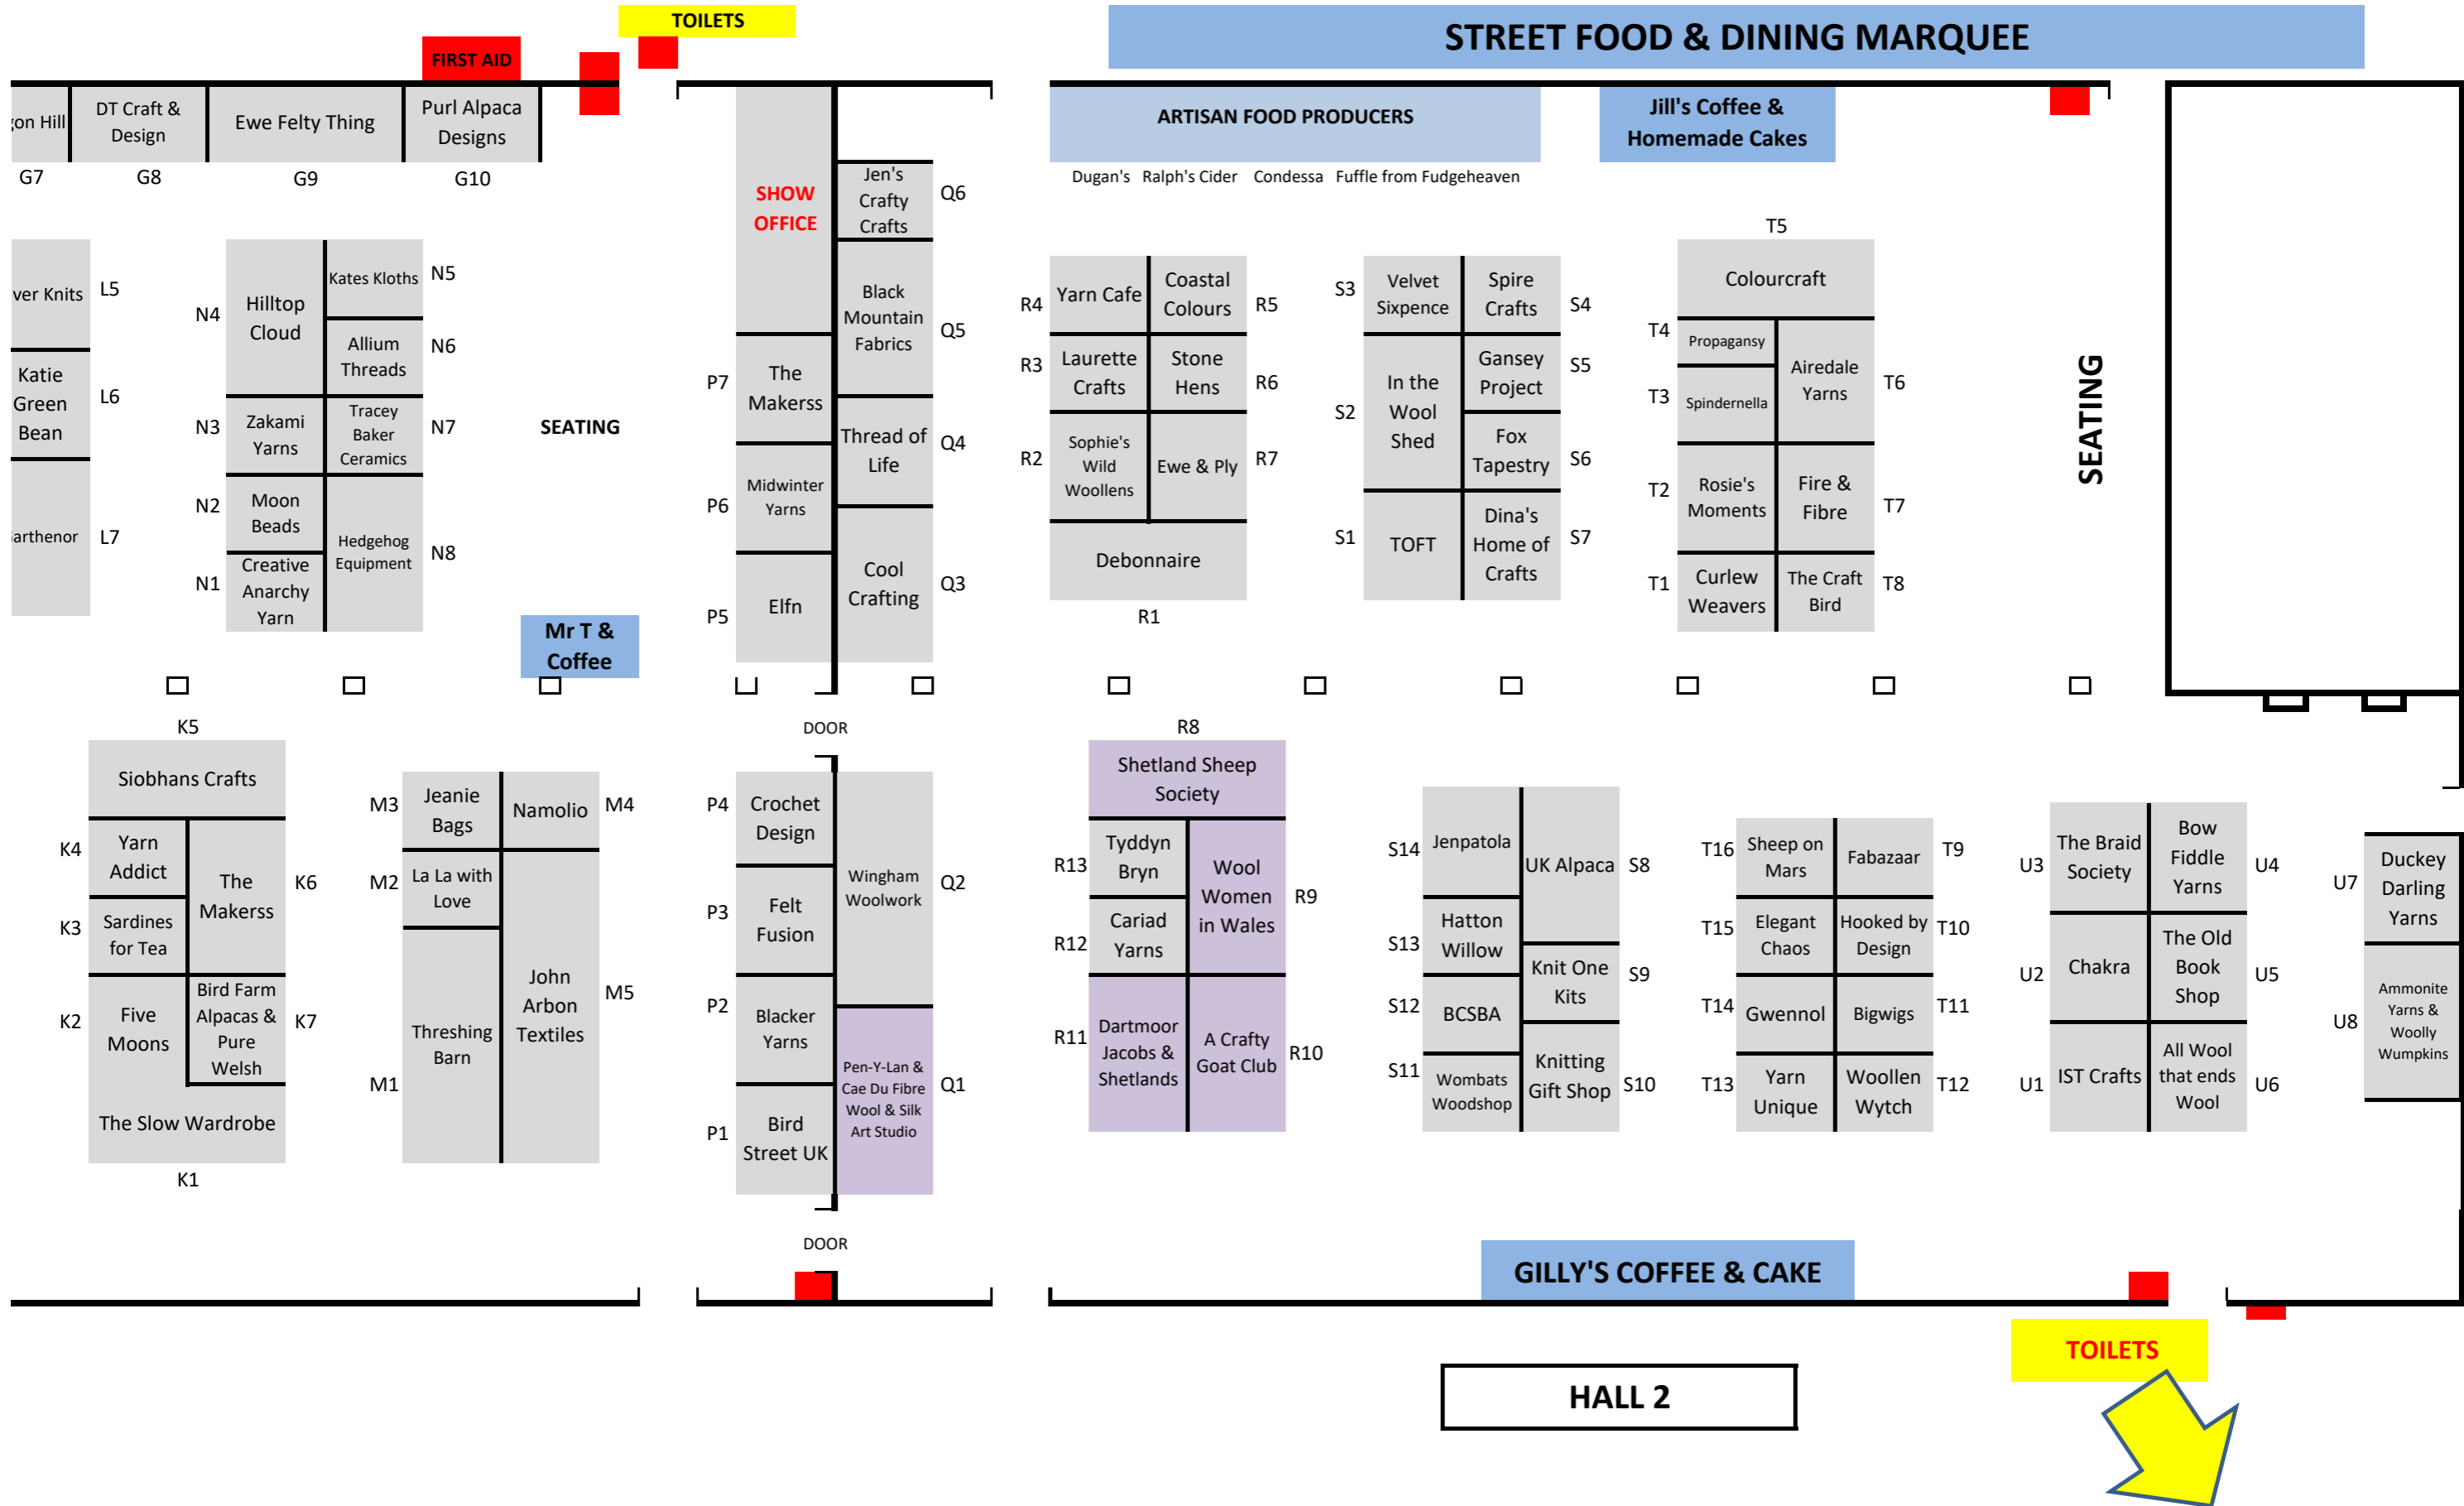 TOILETS
STREET FOOD & DINING MARQUEE
FIRST AID
DT Craft &
Design
Ewe Felty Thing
Purl Alpaca
Designs
G7
G8
G9
G10
ARTISAN FOOD PRODUCERS
Jill's Coffee &
Homemade Cakes
Dugan's Ralph's Cider Condessa Fuffle from Fudgeheaven
SHOW
OFFICE
Jen's
Crafty
Crafts
Q6
Black
Mountain
Fabrics
Q5
Thread of
Life
Q4
Cool
Crafting
Q3
P7
The
Makerss
P6
Midwinter
Yarns
P5
Elfn
Knits
L5
Katie
Green
Bean
L6
L7
N4
Hilltop
Cloud
Kates Kloths
N5
Allium
Threads
N6
N3
Zakami
Yarns
Tracey
Baker
Ceramics
N7
N2
Moon
Beads
Hedgehog
Equipment
N8
N1
Creative
Anarchy
Yarn
SEATING
Mr T &
Coffee
R4
Yarn Cafe
Coastal
Colours
R5
R3
Laurette
Crafts
Stone
Hens
R6
R2
Sophie's
Wild
Woollens
Ewe & Ply
R7
Debonnaire
R1
S3
Velvet
Sixpence
Spire
Crafts
S4
S2
In the
Wool
Shed
Gansey
Project
S5
Fox
Tapestry
S6
S1
TOFT
Dina's
Home of
Crafts
S7
T5
Colourcraft
T4
Propagansy
Airedale
Yarns
T6
T3
Spindernella
T2
Rosie's
Moments
Fire &
Fibre
T7
T1
Curlew
Weavers
The Craft
Bird
T8
SEATING
K5
Siobhans Crafts
K4
Yarn
Addict
The
Makerss
K6
K3
Sardines
for Tea
K2
Five
Moons
Bird Farm
Alpacas &
Pure
Welsh
K7
The Slow Wardrobe
K1
M3
Jeanie
Bags
Namolio
M4
M2
La La with
Love
John
Arbon
Textiles
M5
M1
Threshing
Barn
DOOR
P4
Crochet
Design
Wingham
Woolwork
Q2
P3
Felt
Fusion
P2
Blacker
Yarns
Pen-Y-Lan &
Cae Du Fibre
Wool & Silk
Art Studio
Q1
P1
Bird
Street UK
DOOR
R8
Shetland Sheep
Society
R13
Tyddyn
Bryn
Wool
Women
in Wales
R9
R12
Cariad
Yarns
R11
Dartmoor
Jacobs &
Shetlands
A Crafty
Goat Club
R10
S14
Jenpatola
UK Alpaca
S8
S13
Hatton
Willow
Knit One
Kits
S9
S12
BCSBA
Knitting
Gift Shop
S10
S11
Wombats
Woodshop
T16
Sheep on
Mars
Fabazaar
T9
T15
Elegant
Chaos
Hooked by
Design
T10
T14
Gwennol
Bigwigs
T11
T13
Yarn
Unique
Woollen
Wytch
T12
U3
The Braid
Society
Bow
Fiddle
Yarns
U4
U2
Chakra
The Old
Book
Shop
U5
U1
IST Crafts
All Wool
that ends
Wool
U6
U7
Duckey
Darling
Yarns
U8
Ammonite
Yarns &
Woolly
Wumpkins
GILLY'S COFFEE & CAKE
TOILETS
HALL 2